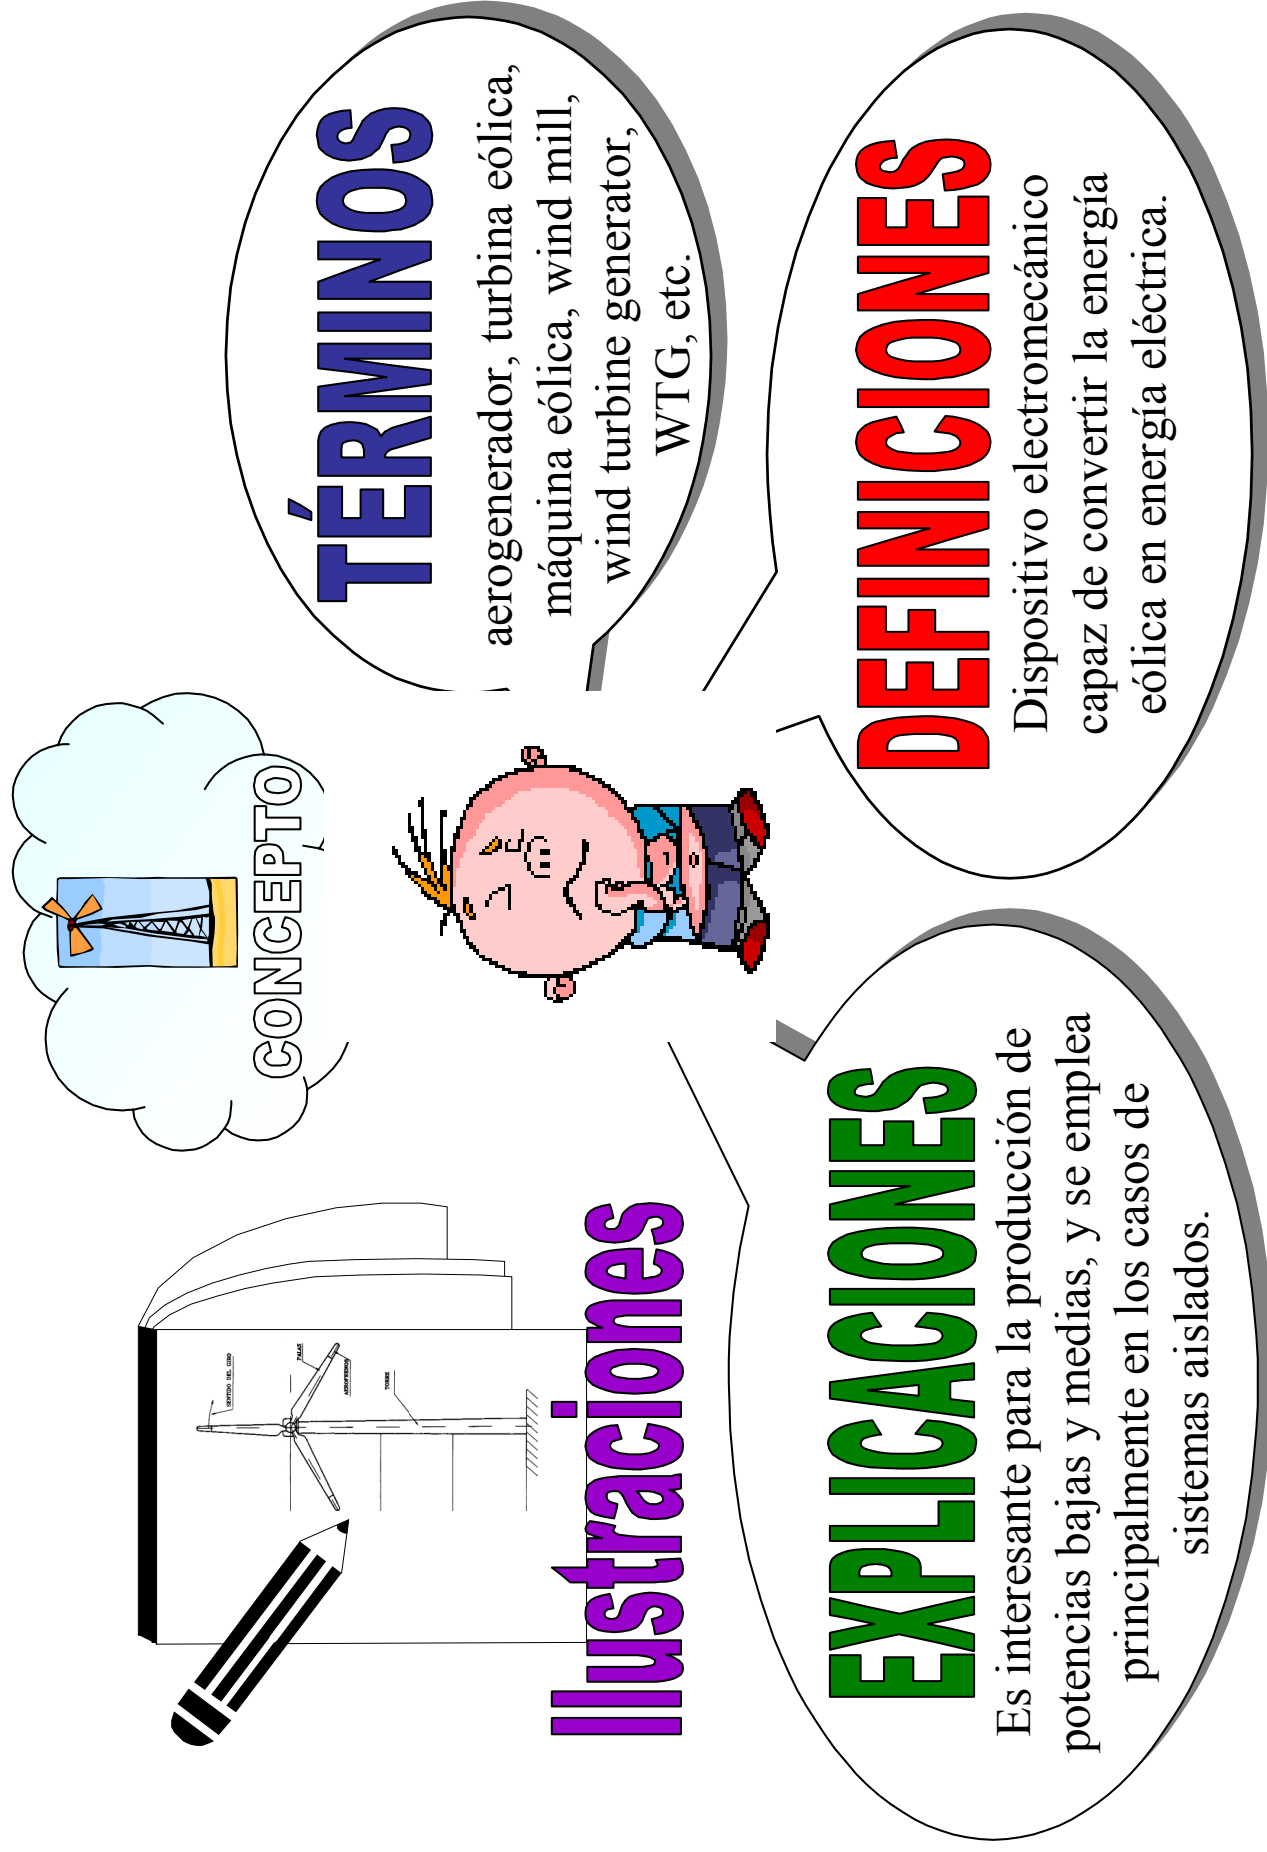 CONCEPTO
Ilustraciones
SENTIDO DEL GIRO
PALAS
AEROFRENOS
TORRE
TÉRMINOS
aerogenerador, turbina eólica,
máquina eólica, wind mill,
wind turbine generator,
WTG, etc.
EXPLICACIONES
Es interesante para la producción de
potencias bajas y medias, y se emplea
principalmente en los casos de
sistemas aislados.
DEFINICIONES
Dispositivo electromecánico
capaz de convertir la energía
eólica en energía eléctrica.